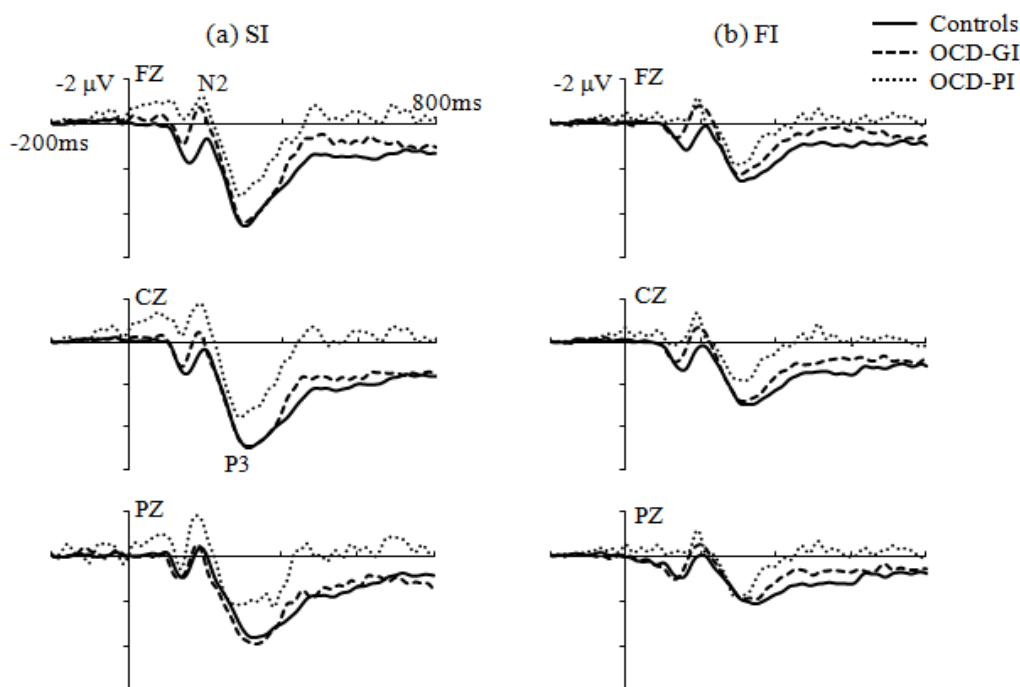 (a) SI
(b) FI
Controls
OCD-GI
OCD-PI
-2 μV
FZ
N2
800ms
-200ms
-2 μV
FZ
CZ
P3
CZ
PZ
PZ